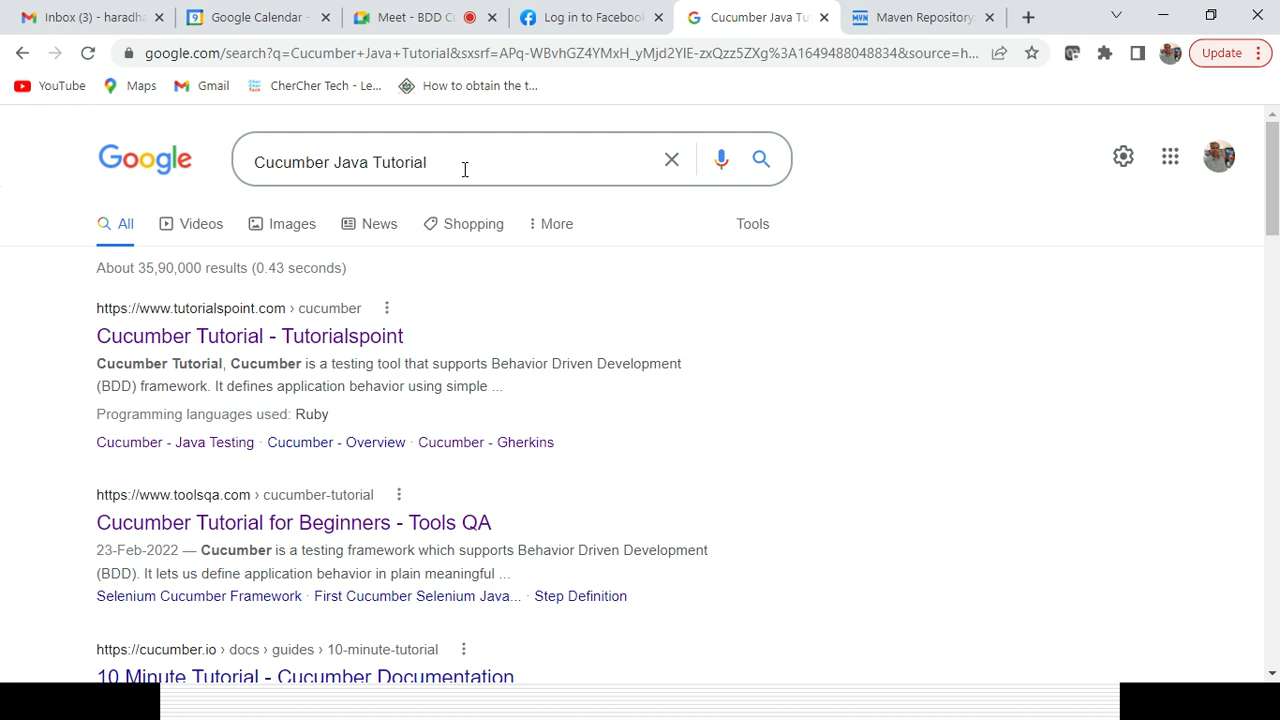 Inbox (3) - haradha
Google Calendar -
Meet - BDD C
Log in to Facebook
Cucumber Java Tu
Maven Repository
google.com/search?q=Cucumber+Java+Tutorial&sxsrf=APq-WBvhGZ4YMxH_yMjd2YlE-zxQzz5ZXg%3A1649488048834&source=h...
Update
YouTube
Maps
Gmail
CherCher Tech - Le...
How to obtain the t...
Google
Cucumber Java Tutorial
All
Videos
Images
News
Shopping
More
Tools
About 35,90,000 results (0.43 seconds)
https://www.tutorialspoint.com › cucumber
Cucumber Tutorial - Tutorialspoint
Cucumber Tutorial, Cucumber is a testing tool that supports Behavior Driven Development
(BDD) framework. It defines application behavior using simple ...
Programming languages used: Ruby
Cucumber - Java Testing · Cucumber - Overview · Cucumber - Gherkins
https://www.toolsqa.com › cucumber-tutorial
Cucumber Tutorial for Beginners - Tools QA
23-Feb-2022 — Cucumber is a testing framework which supports Behavior Driven Development
(BDD). It lets us define application behavior in plain meaningful ...
Selenium Cucumber Framework · First Cucumber Selenium Java... · Step Definition
https://cucumber.io › docs › guides › 10-minute-tutorial
10 Minute Tutorial - Cucumber Documentation